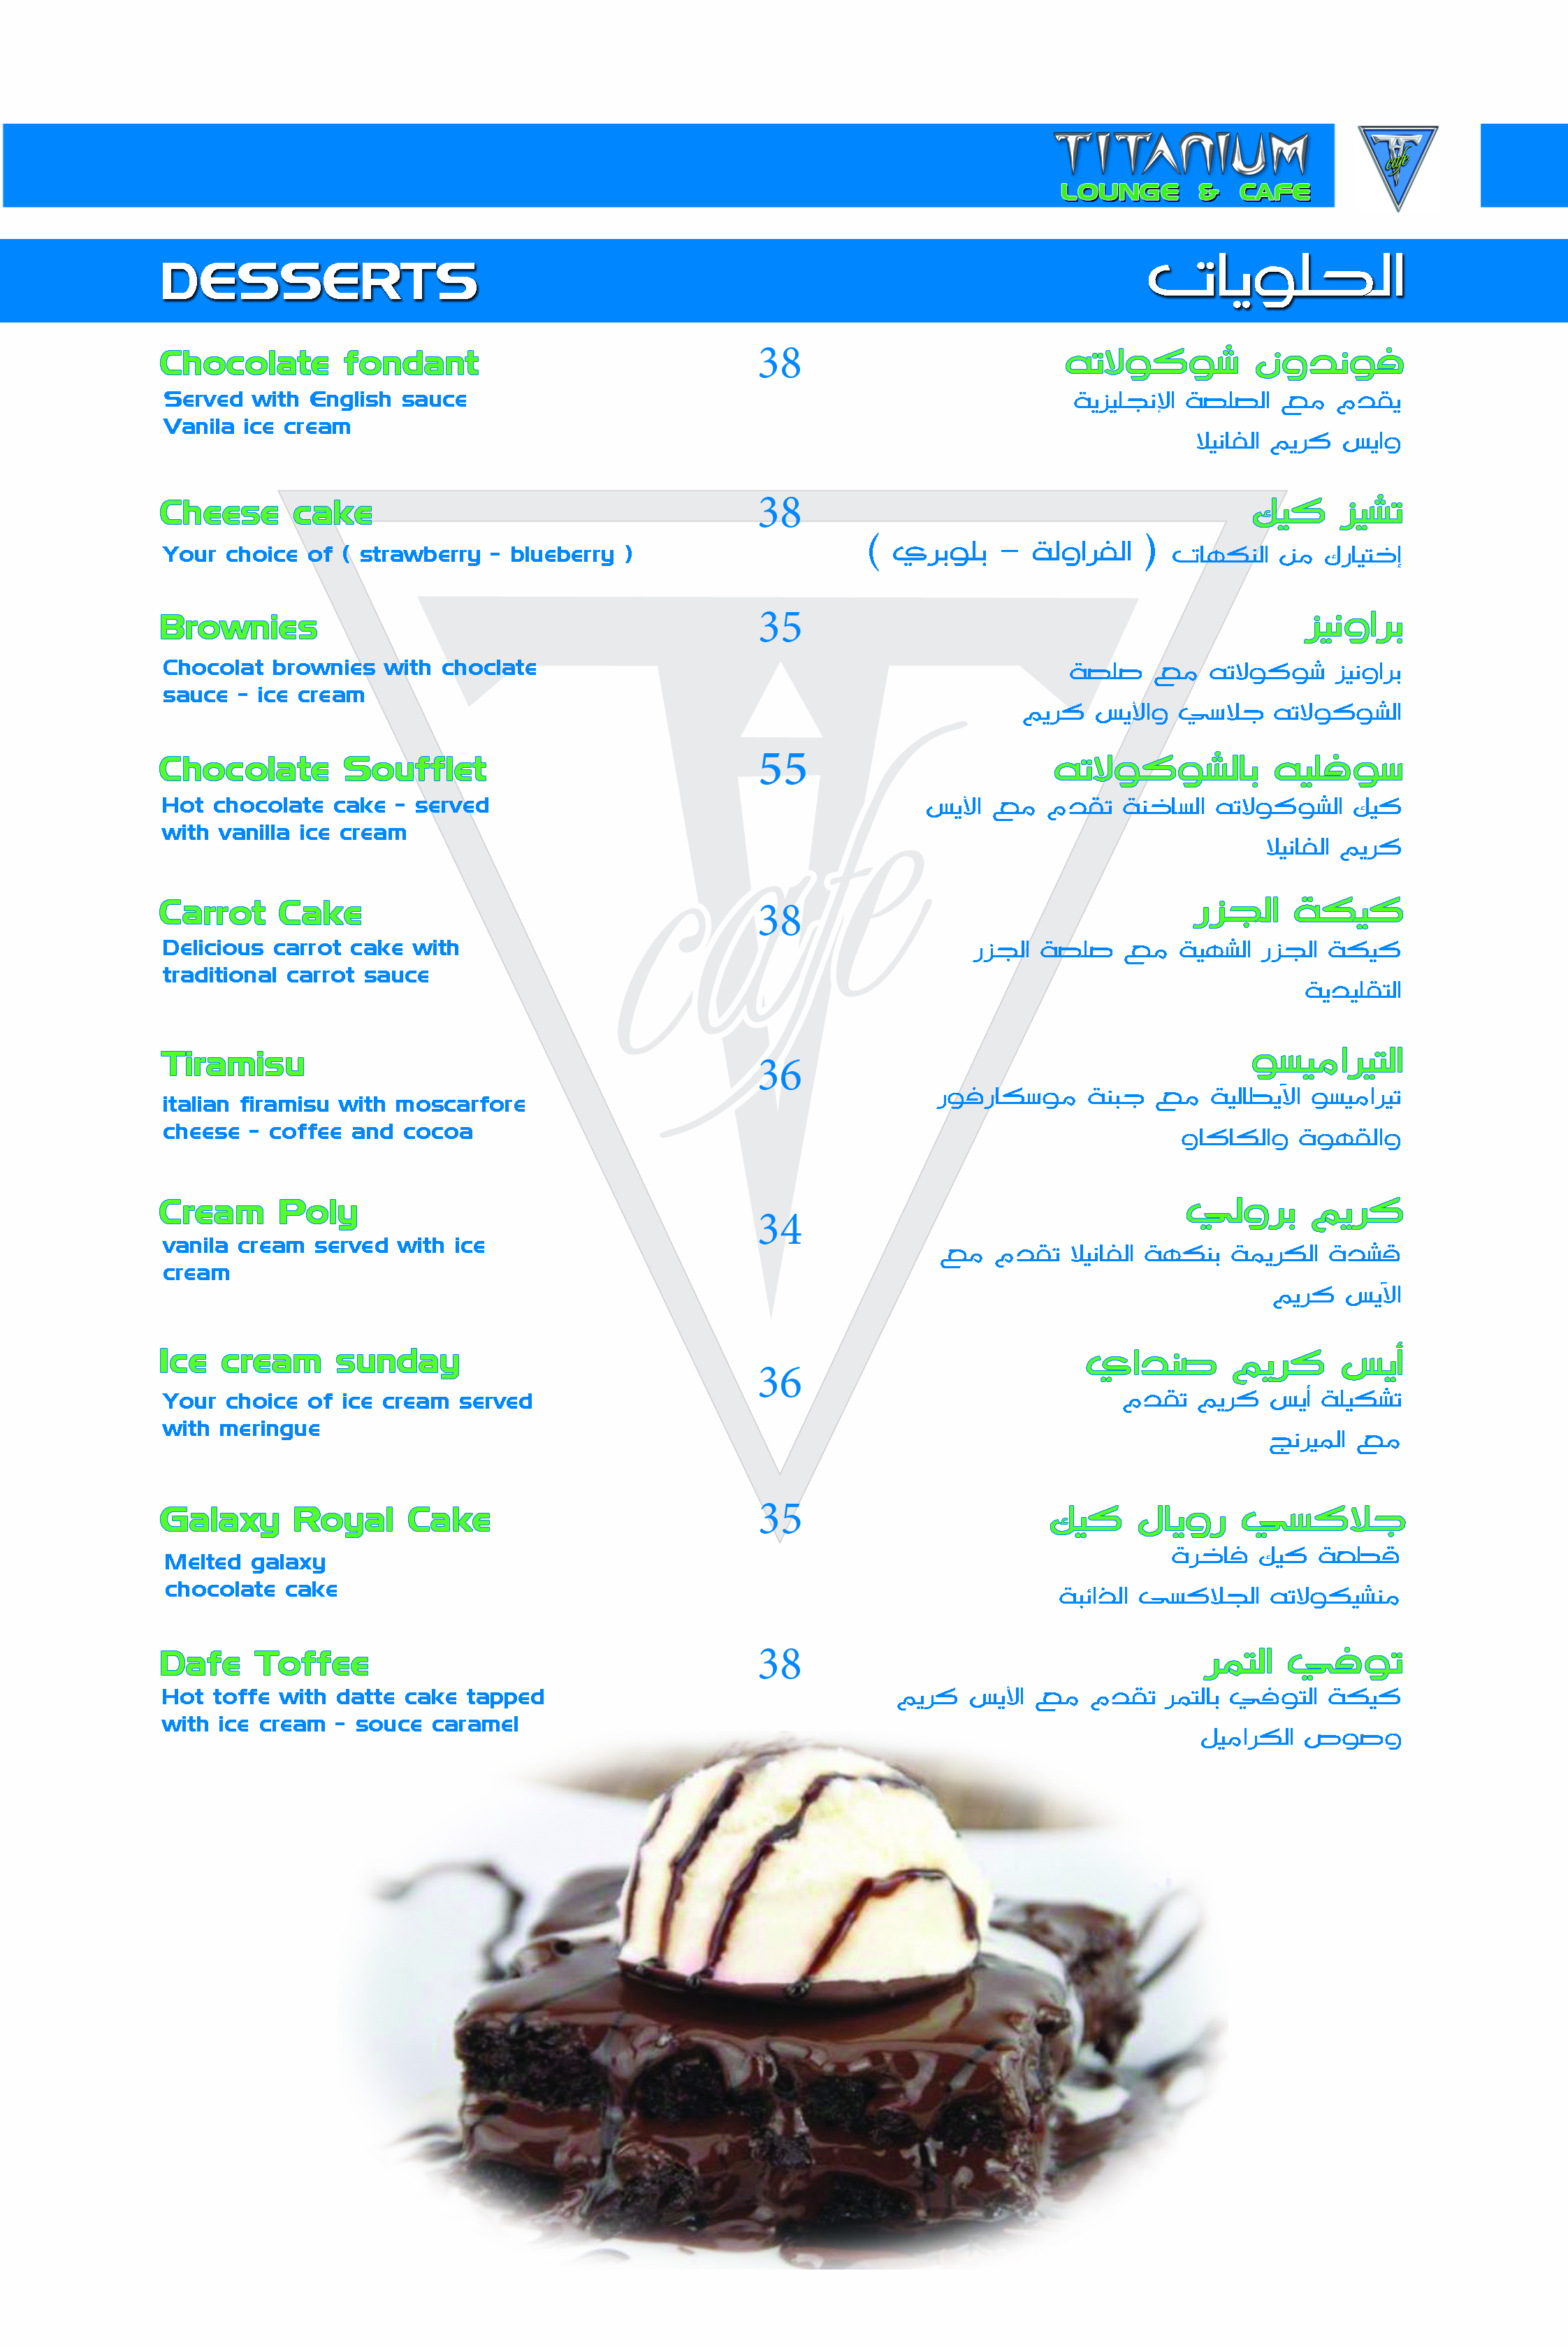 TITANIUM
LOUNGE & CAFE
cafe
DESSERTS
الحلويات
Chocolate fondant
38
فوندون شوكولاته
Served with English sauce
Vanila ice cream
يقدم مع الصلصة الإنجليزية
وايس كريم الفانيلا
Cheese cake
38
تشيز كيك
Your choice of ( strawberry - blueberry )
إختيارك من النكهات ( الفراولة - بلوبري )
Brownies
35
براونيز
Chocolat brownies with choclate
sauce - ice cream
براونيز شوكولاته مع صلصة
الشوكولاته جلاسي والأيس كريم
Chocolate Soufflet
55
سوفليه بالشوكولاته
Hot chocolate cake - served
with vanilla ice cream
كيك الشوكولاته الساخنة تقدم مع الأيس
كريم الفانيلا
Carrot Cake
38
كيكة الجزر
Delicious carrot cake with
traditional carrot sauce
كيكة الجزر الشهية مع صلصة الجزر
التقليدية
cafe
Tiramisu
36
التيراميسو
italian firamisu with moscarfore
cheese - coffee and cocoa
تيراميسو الآيطالية مع جبنة موسكارفور
والقهوة والكاكاو
Cream Poly
34
كريم برولي
vanila cream served with ice
cream
قشدة الكريمة بنكهة الفانيلا تقدم مع
الآيس كريم
Ice cream sunday
36
أيس كريم صنداي
Your choice of ice cream served
with meringue
تشكيلة أيس كريم تقدم
مع الميرنج
Galaxy Royal Cake
35
جلاكسي رويال كيك
Melted galaxy
chocolate cake
قطعة كيك فاخرة
منشيكولاته الجلاكسى الذائبة
Dafe Toffee
38
توفي التمر
Hot toffe with datte cake tapped
with ice cream - souce caramel
كيكة التوفي بالتمر تقدم مع الأيس كريم
وصوص الكراميل